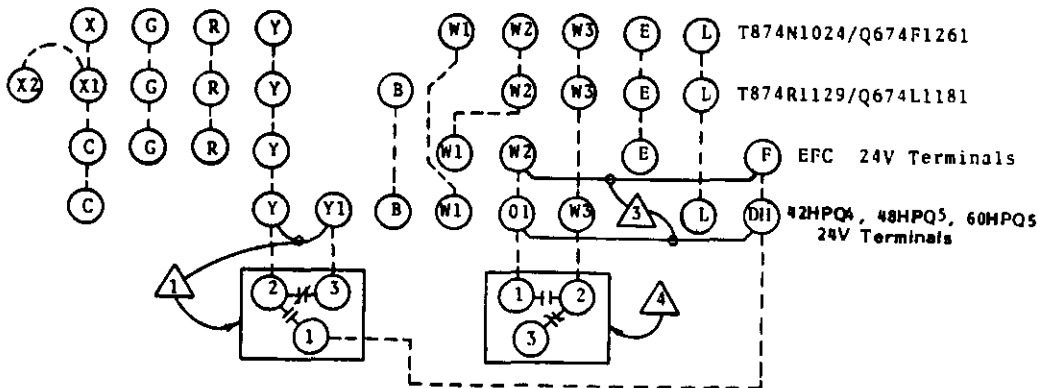 X G R Y W1 W2 W3 E L T874N1024/Q674F1261
X2 X1 G R Y B W2 W3 E L T874R1129/Q674L1181
C G R Y W1 W2 E F EFC 24V Terminals
C Y Y1 B W1 O1 W3 3 L DH1 42HPQ4, 48HPQ5, 60HPQ5
24V Terminals
1 2 3 1 2 4
1 3